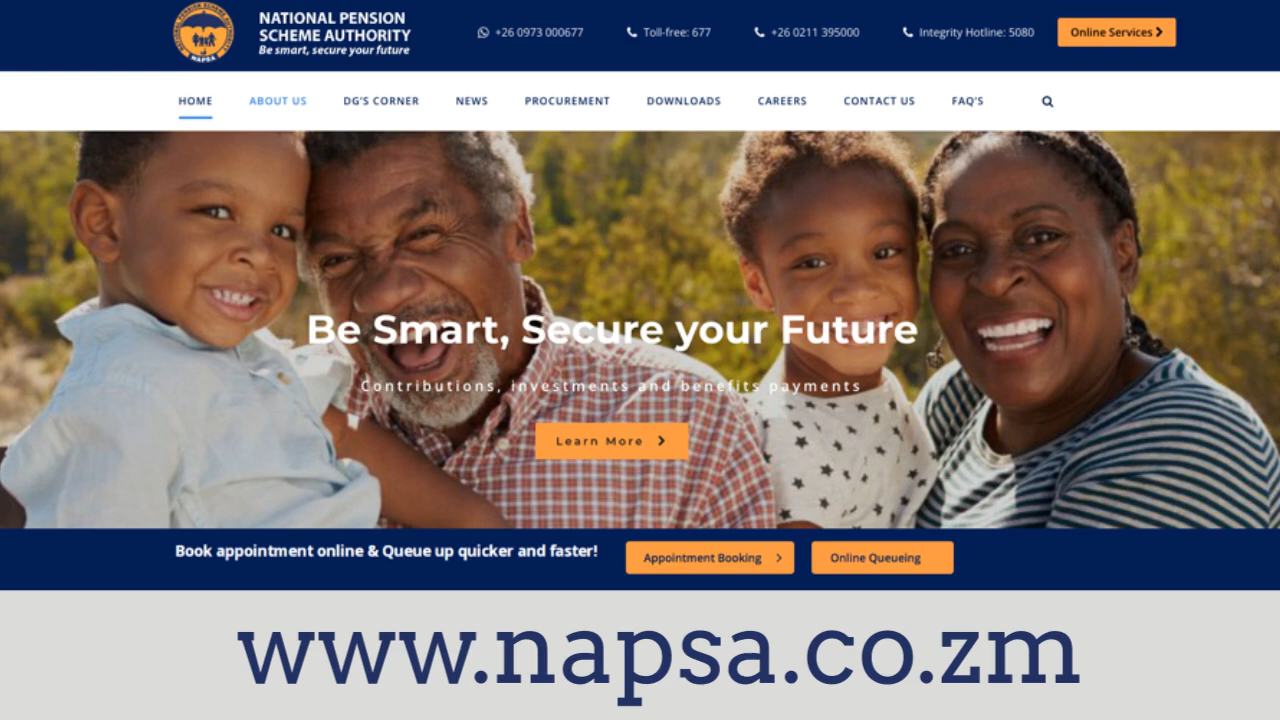 NATIONAL PENSION
SCHEME AUTHORITY
Be smart, secure your future
NAPSA
+26 0973 000677
Toll-free: 677
+26 0211 395000
Integrity Hotline: 5080
Online Services
HOME
ABOUT US
DG'S CORNER
NEWS
PROCUREMENT
DOWNLOADS
CAREERS
CONTACT US
FAQ'S
Be Smart, Secure your Future
Contributions, investments and benefits payments
Learn More
Book appointment online & Queue up quicker and faster!
Appointment Booking
Online Queueing
www.napsa.co.zm